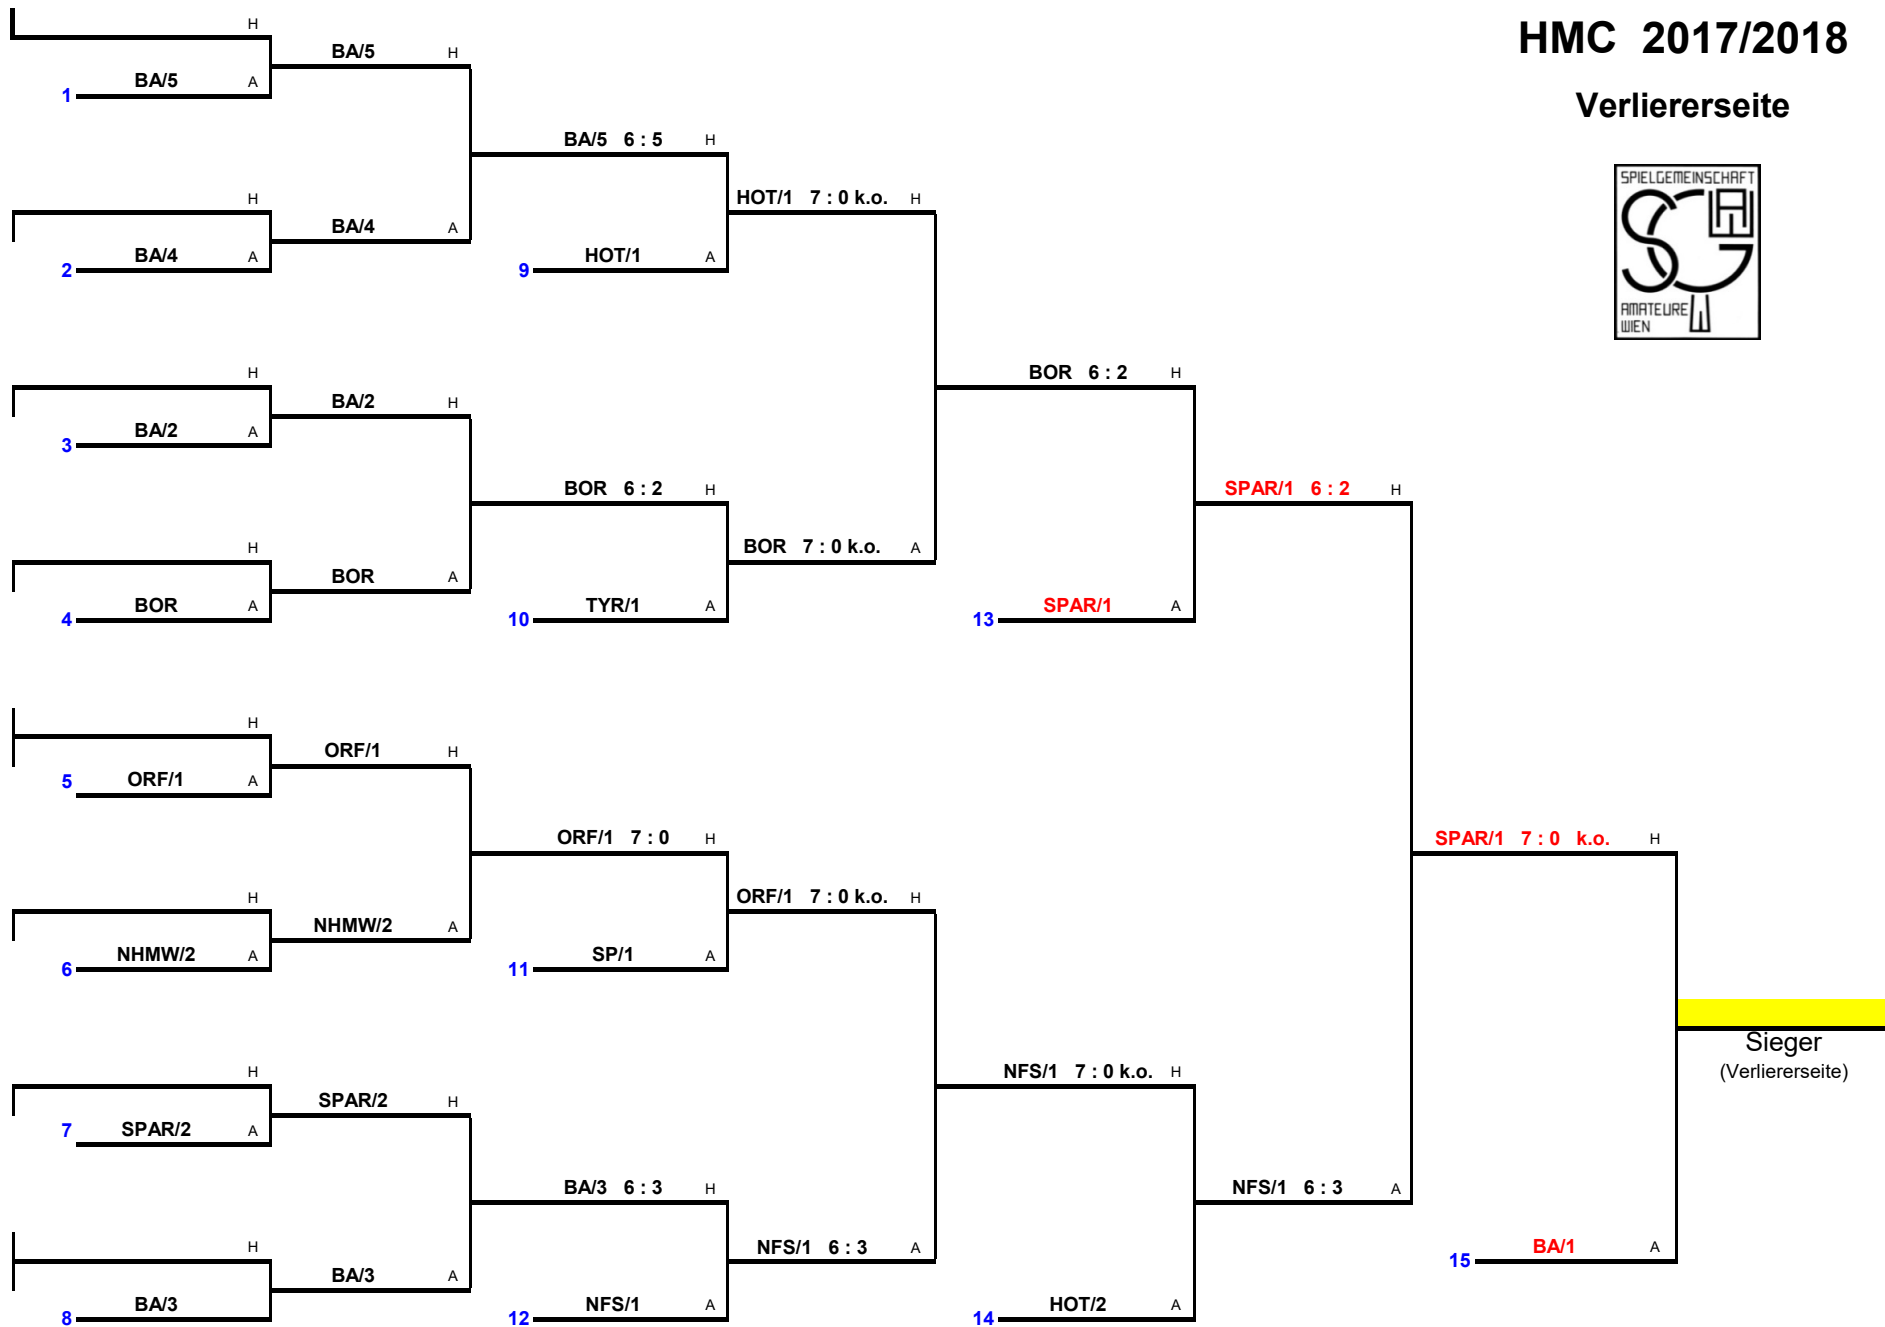 HMC 2017/2018
Verliererseite
SPIELGEMEINSCHAFT
AMATEURE
WIEN
H
BA/5 H
1 BA/5 A
BA/5 6 : 5 H
H
HOT/1 7 : 0 k.o. H
BA/4 A
2 BA/4 A
9 HOT/1 A
H
BOR 6 : 2 H
BA/2 H
3 BA/2 A
BOR 6 : 2 H
SPAR/1 6 : 2 H
H
BOR 7 : 0 k.o. A
BOR A
4 BOR A
10 TYR/1 A
13 SPAR/1 A
H
ORF/1 H
5 ORF/1 A
ORF/1 7 : 0 H
SPAR/1 7 : 0 k.o. H
H
ORF/1 7 : 0 k.o. H
NHMW/2 A
6 NHMW/2 A
11 SP/1 A
Sieger
(Verliererseite)
H
NFS/1 7 : 0 k.o. H
SPAR/2 H
7 SPAR/2 A
BA/3 6 : 3 H
NFS/1 6 : 3 A
H
NFS/1 6 : 3 A
15 BA/1 A
BA/3 A
8 BA/3
12 NFS/1 A
14 HOT/2 A